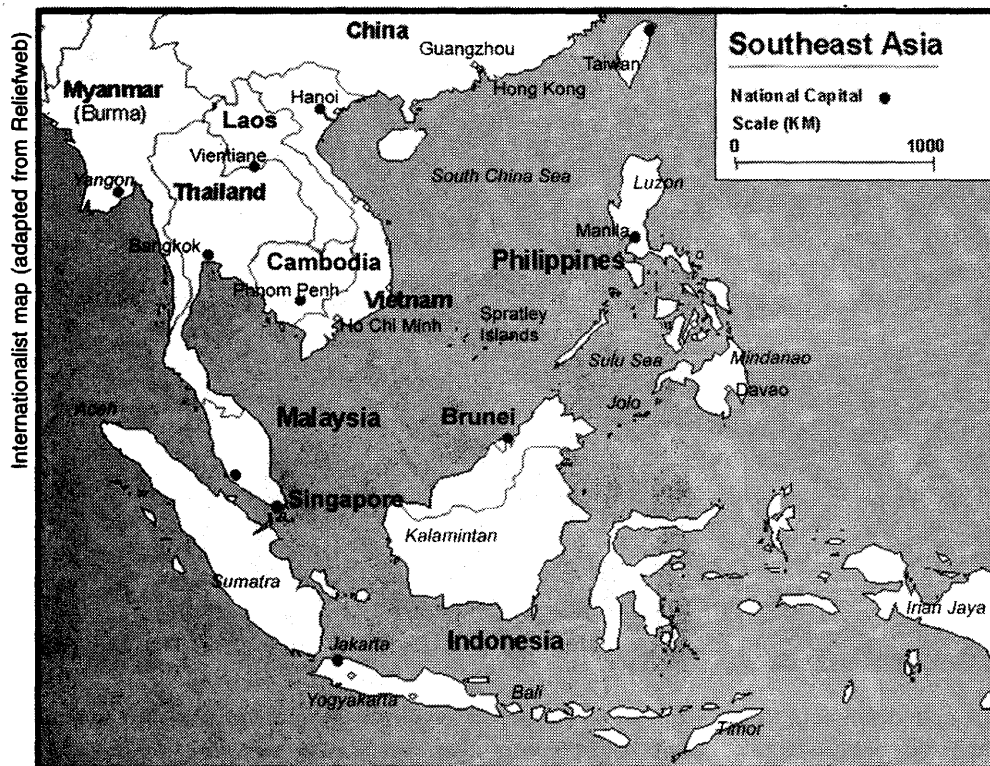 Internationalist map (adapted from Reliefweb)
Southeast Asia
National Capital
Scale (KM)
0 1000
China
Guangzhou
Hong Kong
Taiwan
Myanmar
(Burma)
Hanoi
Laos
Vientiane
Yangon
Thailand
South China Sea
Luzon
Manila
Bangkok
Cambodia
Philippines
Phnom Penh
Vietnam
Ho Chi Minh
Spratley
Islands
Sulu Sea
Mindanao
Davao
Jolo
Aceh
Malaysia
Brunei
Singapore
Kalamintan
Sumatra
Irian Jaya
Indonesia
Jakarta
Yogyakarta
Bali
Timor